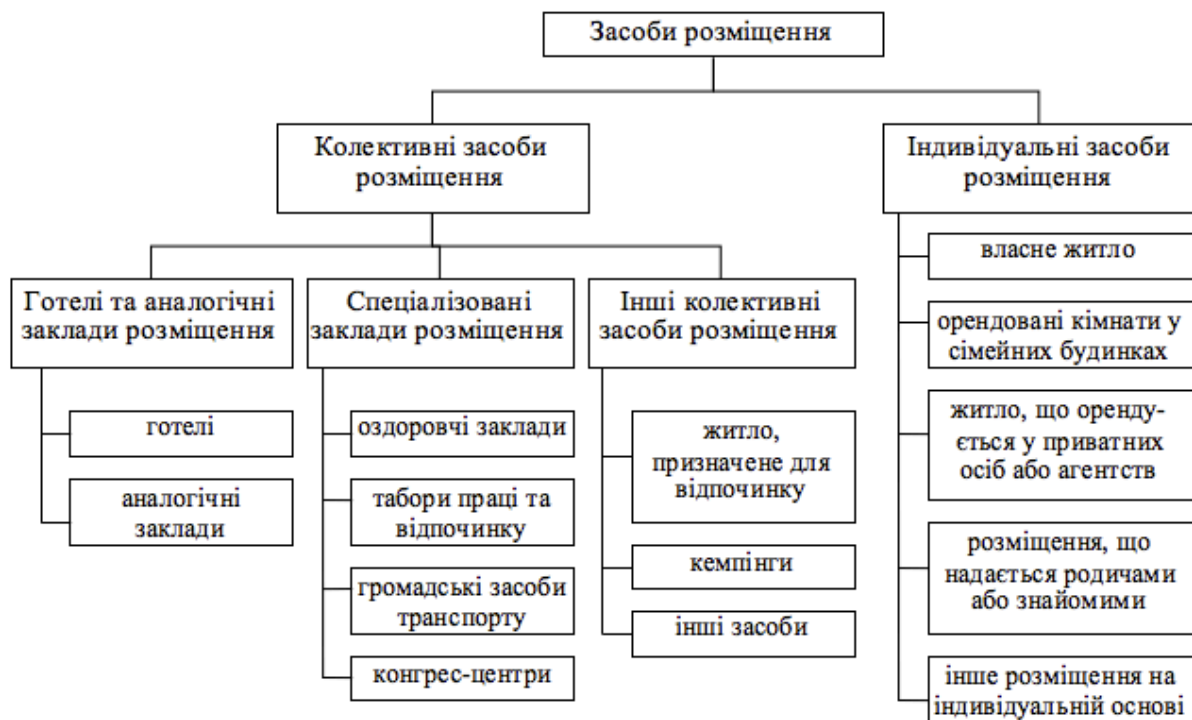 Засоби розміщення
Колективні засоби
розміщення
Індивідуальні засоби
розміщення
Готелі та аналогічні
заклади розміщення
готелі
аналогічні
заклади
Спеціалізовані
заклади розміщення
оздоровчі заклади
табори праці та
відпочинку
громадські засоби
транспорту
конгрес-центри
Інші колективні
засоби розміщення
житло,
призначене для
відпочинку
кемпінги
інші засоби
власне житло
орендовані кімнати у
сімейних будинках
житло, що оренду-
ється у приватних
осіб або агентств
розміщення, що
надається родичами
або знайомими
інше розміщення на
індивідуальній основі